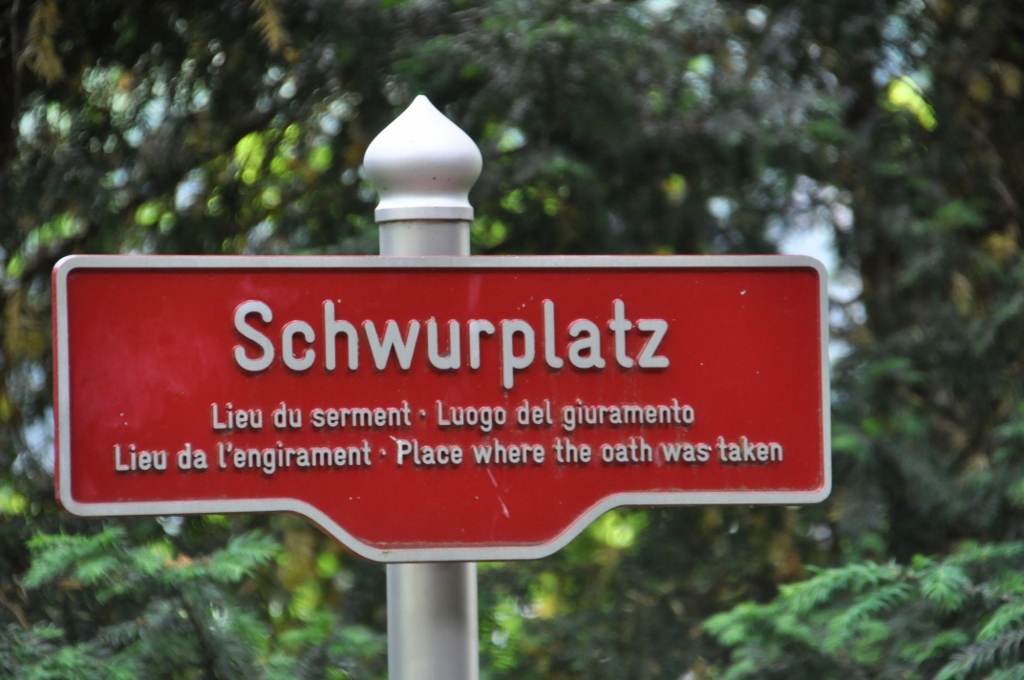 Schwurplatz
Lieu du serment · Luogo del giuramento
Lieu da l'engirament · Place where the oath was taken